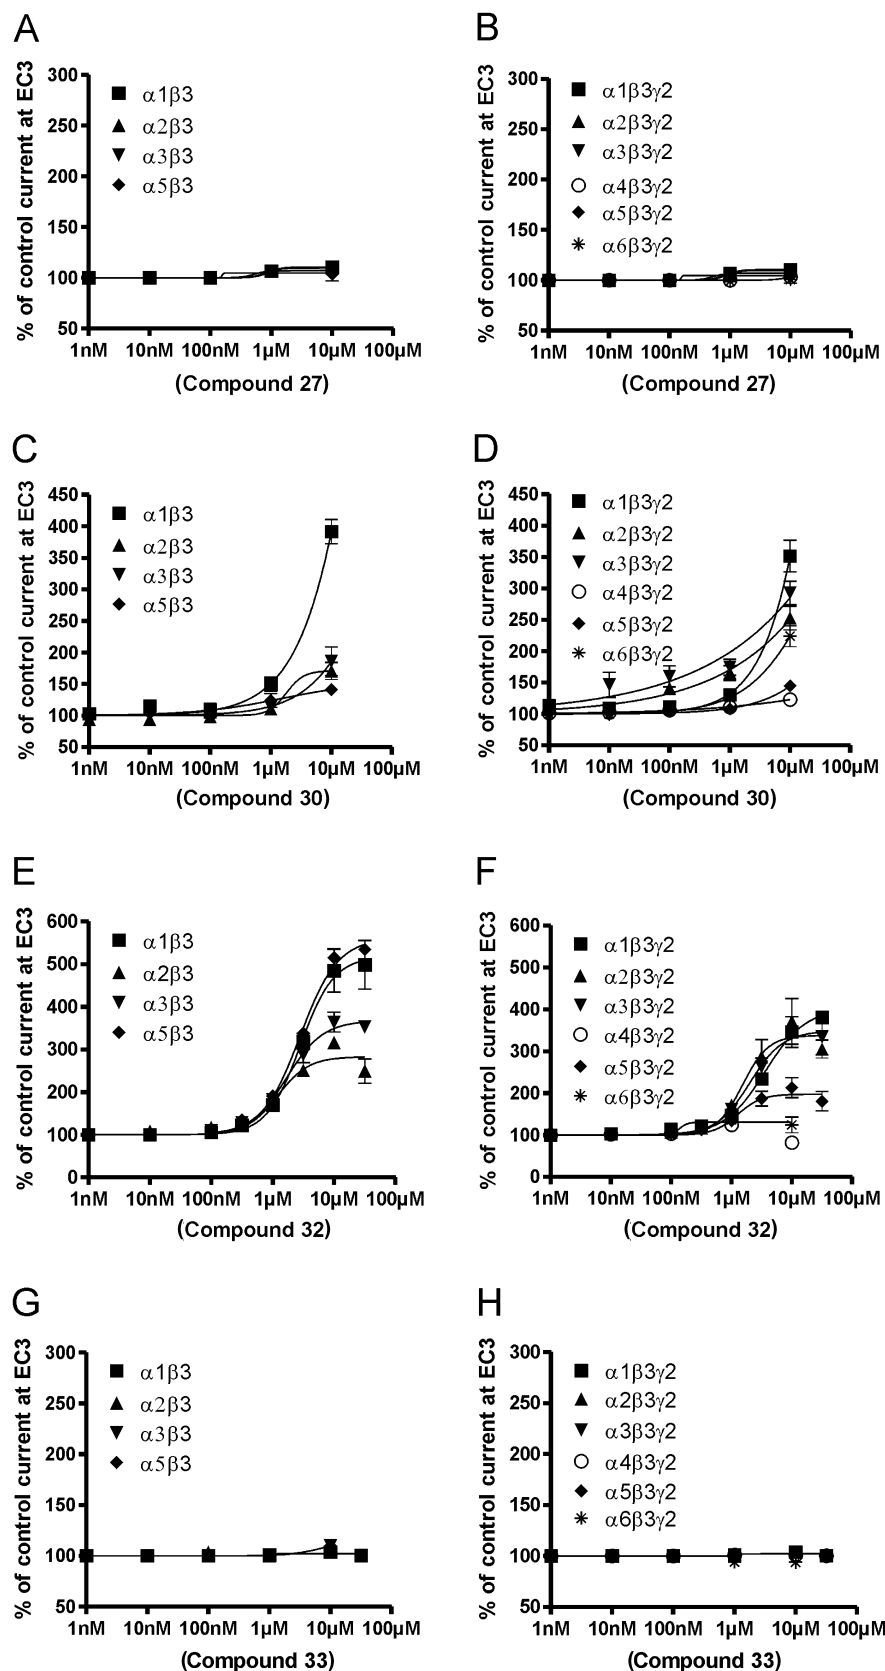 A
% of control current at EC3
300
250
200
150
100
50
α1β3
α2β3
α3β3
α5β3
1nM 10nM 100nM 1µM 10µM 100µM
(Compound 27)
B
% of control current at EC3
300
250
200
150
100
50
α1β3γ2
α2β3γ2
α3β3γ2
α4β3γ2
α5β3γ2
α6β3γ2
1nM 10nM 100nM 1µM 10µM 100µM
(Compound 27)
C
% of control current at EC3
450
400
350
300
250
200
150
100
50
α1β3
α2β3
α3β3
α5β3
1nM 10nM 100nM 1µM 10µM 100µM
(Compound 30)
D
% of control current at EC3
450
400
350
300
250
200
150
100
50
α1β3γ2
α2β3γ2
α3β3γ2
α4β3γ2
α5β3γ2
α6β3γ2
1nM 10nM 100nM 1µM 10µM 100µM
(Compound 30)
E
% of control current at EC3
600
500
400
300
200
100
0
α1β3
α2β3
α3β3
α5β3
1nM 10nM 100nM 1µM 10µM 100µM
(Compound 32)
F
% of control current at EC3
600
500
400
300
200
100
0
α1β3γ2
α2β3γ2
α3β3γ2
α4β3γ2
α5β3γ2
α6β3γ2
1nM 10nM 100nM 1µM 10µM 100µM
(Compound 32)
G
% of control current at EC3
300
250
200
150
100
50
α1β3
α2β3
α3β3
α5β3
1nM 10nM 100nM 1µM 10µM 100µM
(Compound 33)
H
% of control current at EC3
300
250
200
150
100
50
α1β3γ2
α2β3γ2
α3β3γ2
α4β3γ2
α5β3γ2
α6β3γ2
1nM 10nM 100nM 1µM 10µM 100µM
(Compound 33)